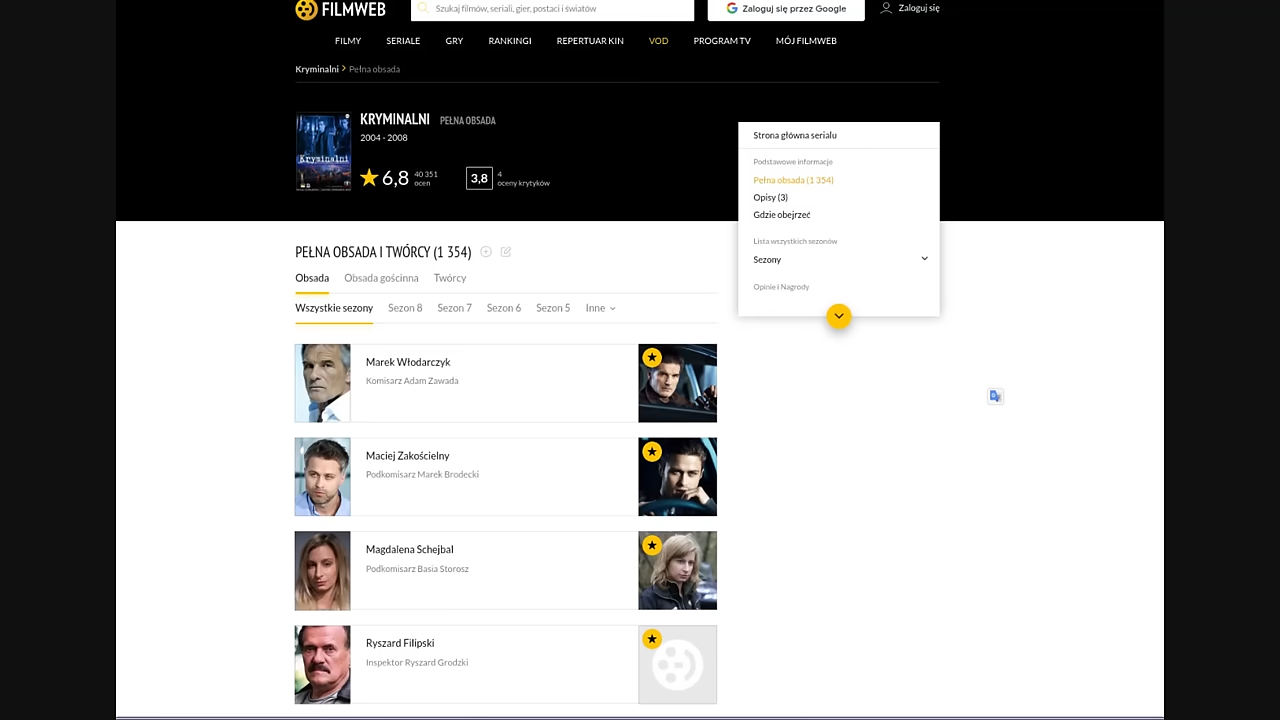 FILMWEB
Szukaj filmów, seriali, gier, postaci i światów
Zaloguj się przez Google
Zaloguj się
FILMY SERIALE GRY RANKINGI REPERTUAR KIN VOD PROGRAM TV MÓJ FILMWEB
Kryminalni Pełna obsada
KRYMINALNI PEŁNA OBSADA
2004 - 2008
Kryminalni
6,8 40 351 ocen
3,8 4 oceny krytyków
Strona główna serialu
Podstawowe informacje
Pełna obsada (1 354)
Opisy (3)
Gdzie obejrzeć
Lista wszystkich sezonów
Sezony
Opinie i Nagrody
PEŁNA OBSADA I TWÓRCY (1 354)
Obsada Obsada gościnna Twórcy
Wszystkie sezony Sezon 8 Sezon 7 Sezon 6 Sezon 5 Inne
Marek Włodarczyk
Komisarz Adam Zawada
Maciej Zakościelny
Podkomisarz Marek Brodecki
Magdalena Schejbal
Podkomisarz Basia Storosz
Ryszard Filipski
Inspektor Ryszard Grodzki